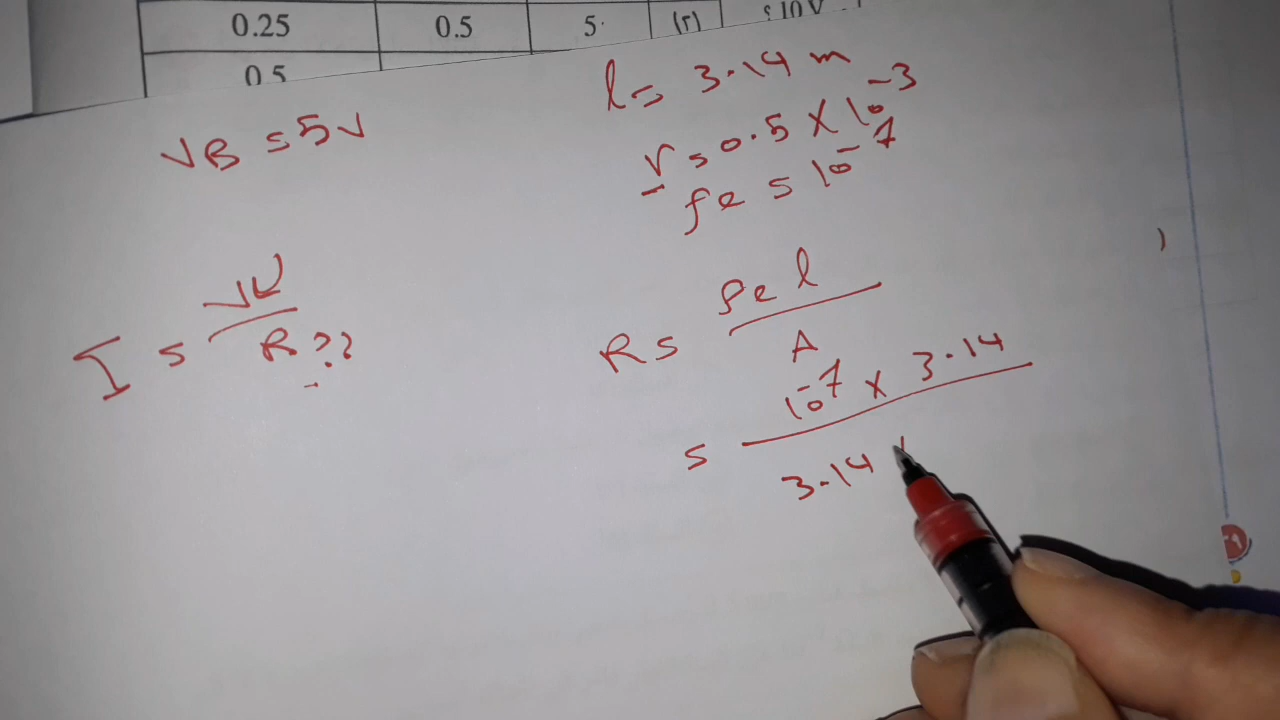 0.25 0.5 5 (r) 10 V
0.5
l = 3.14 m
VB = 5V
r = 0.5 × 10⁻³
ρe = 10⁻⁷
I = V / R ??
R = ρe l / A
= 10⁻⁷ × 3.14 / 3.14